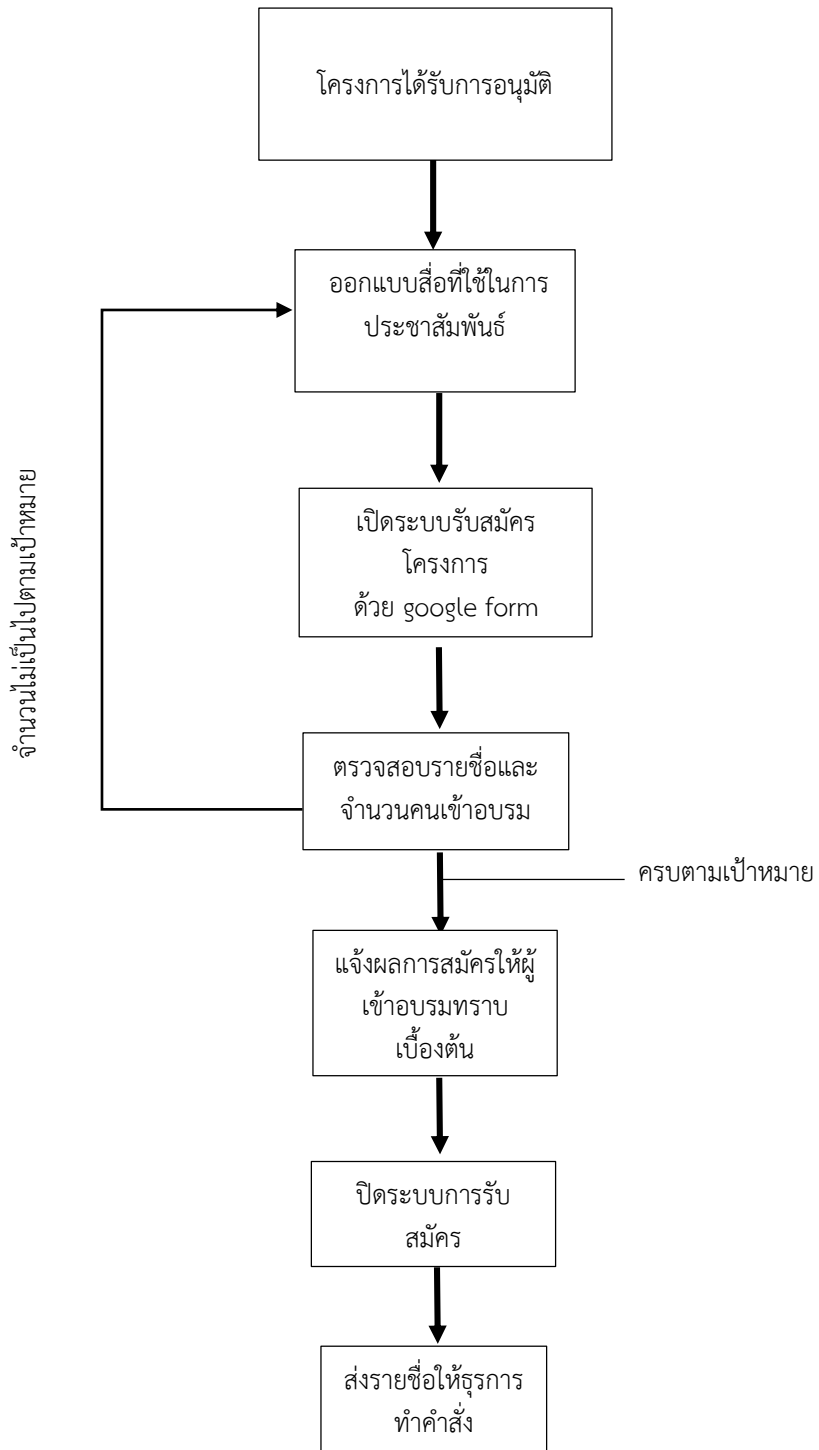 โครงการได้รับการอนุมัติ
ออกแบบสื่อที่ใช้ในการ
ประชาสัมพันธ์
จำนวนไม่เป็นไปตามเป้าหมาย
เปิดระบบรับสมัคร
โครงการ
ด้วย google form
ตรวจสอบรายชื่อและ
จำนวนคนเข้าอบรม
ครบตามเป้าหมาย
แจ้งผลการสมัครให้ผู้
เข้าอบรมทราบ
เบื้องต้น
ปิดระบบการรับ
สมัคร
ส่งรายชื่อให้ธุรการ
ทำคำสั่ง